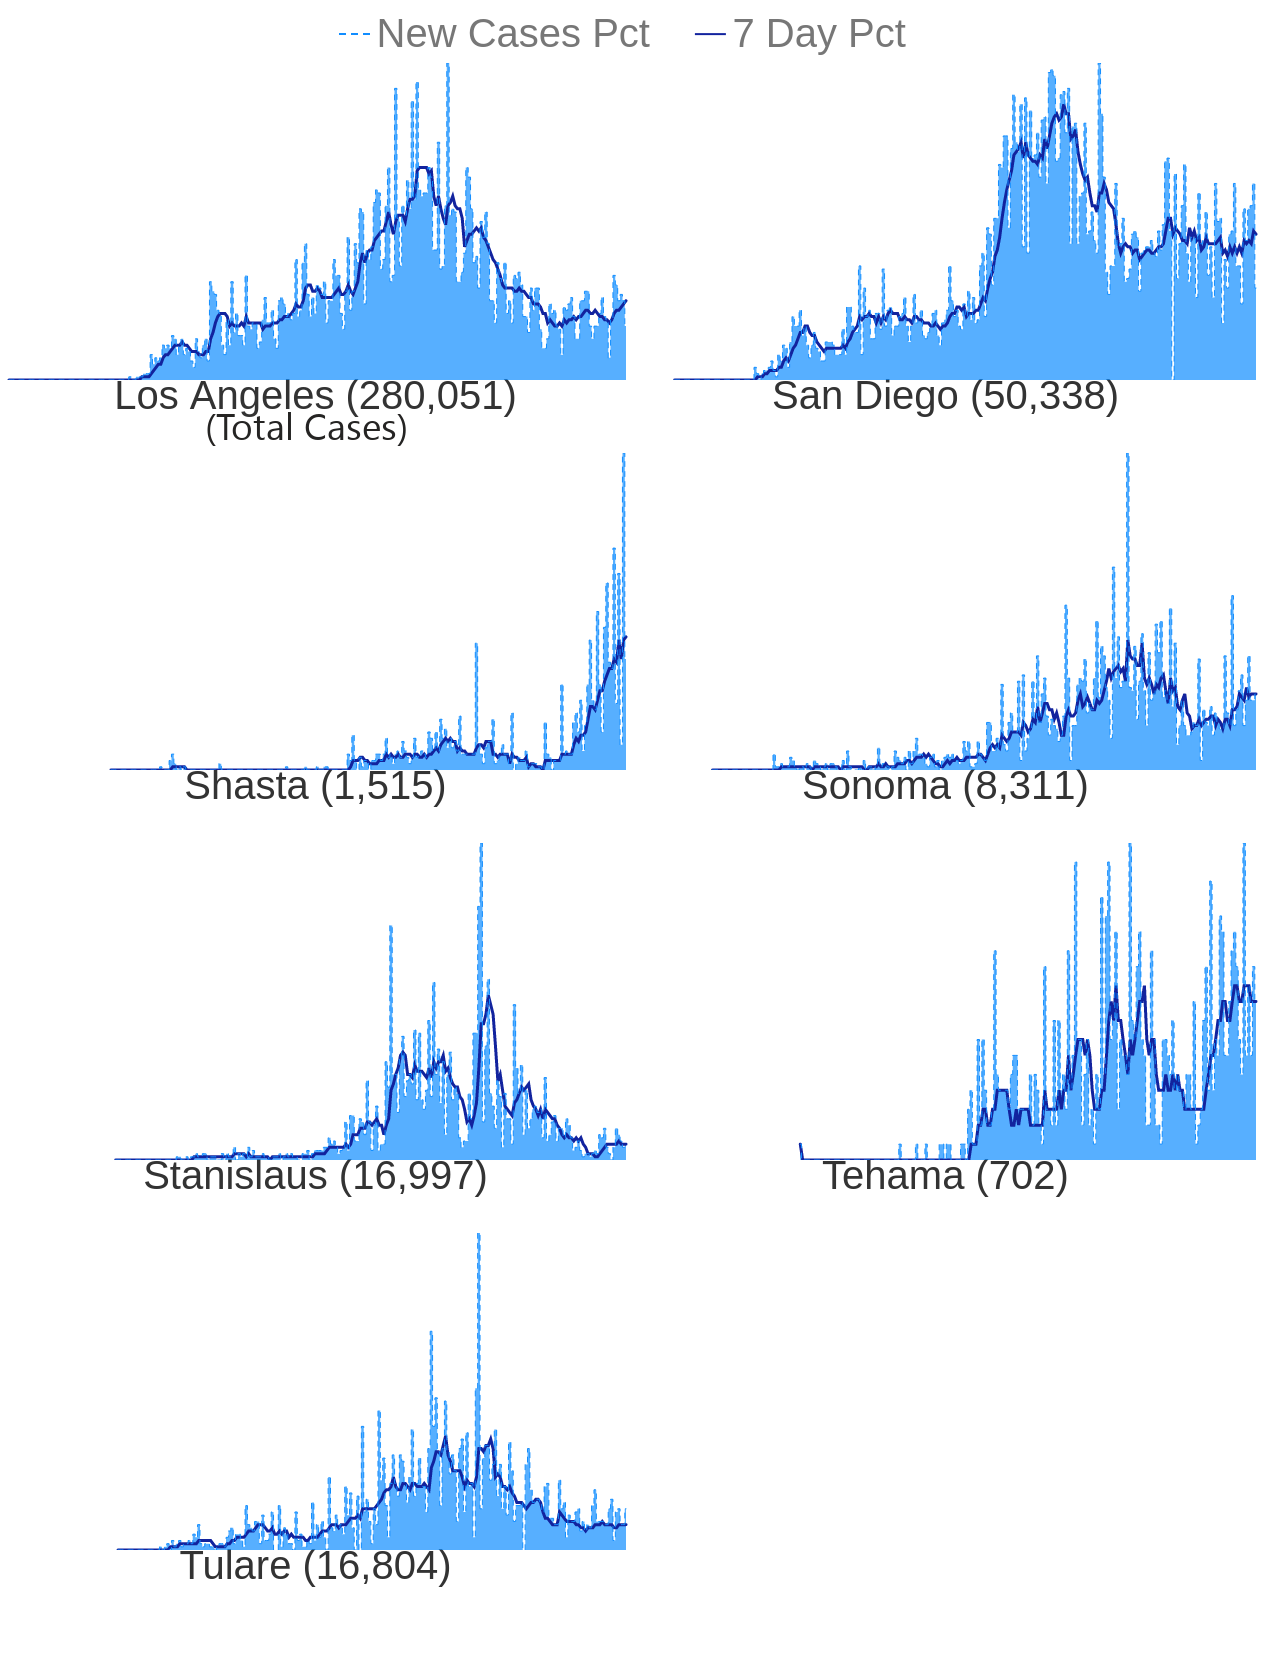 New Cases Pct 7 Day Pct
Los Angeles (280,051) San Diego (50,338)
(Total Cases)
Shasta (1,515) Sonoma (8,311)
Stanislaus (16,997) Tehama (702)
Tulare (16,804)